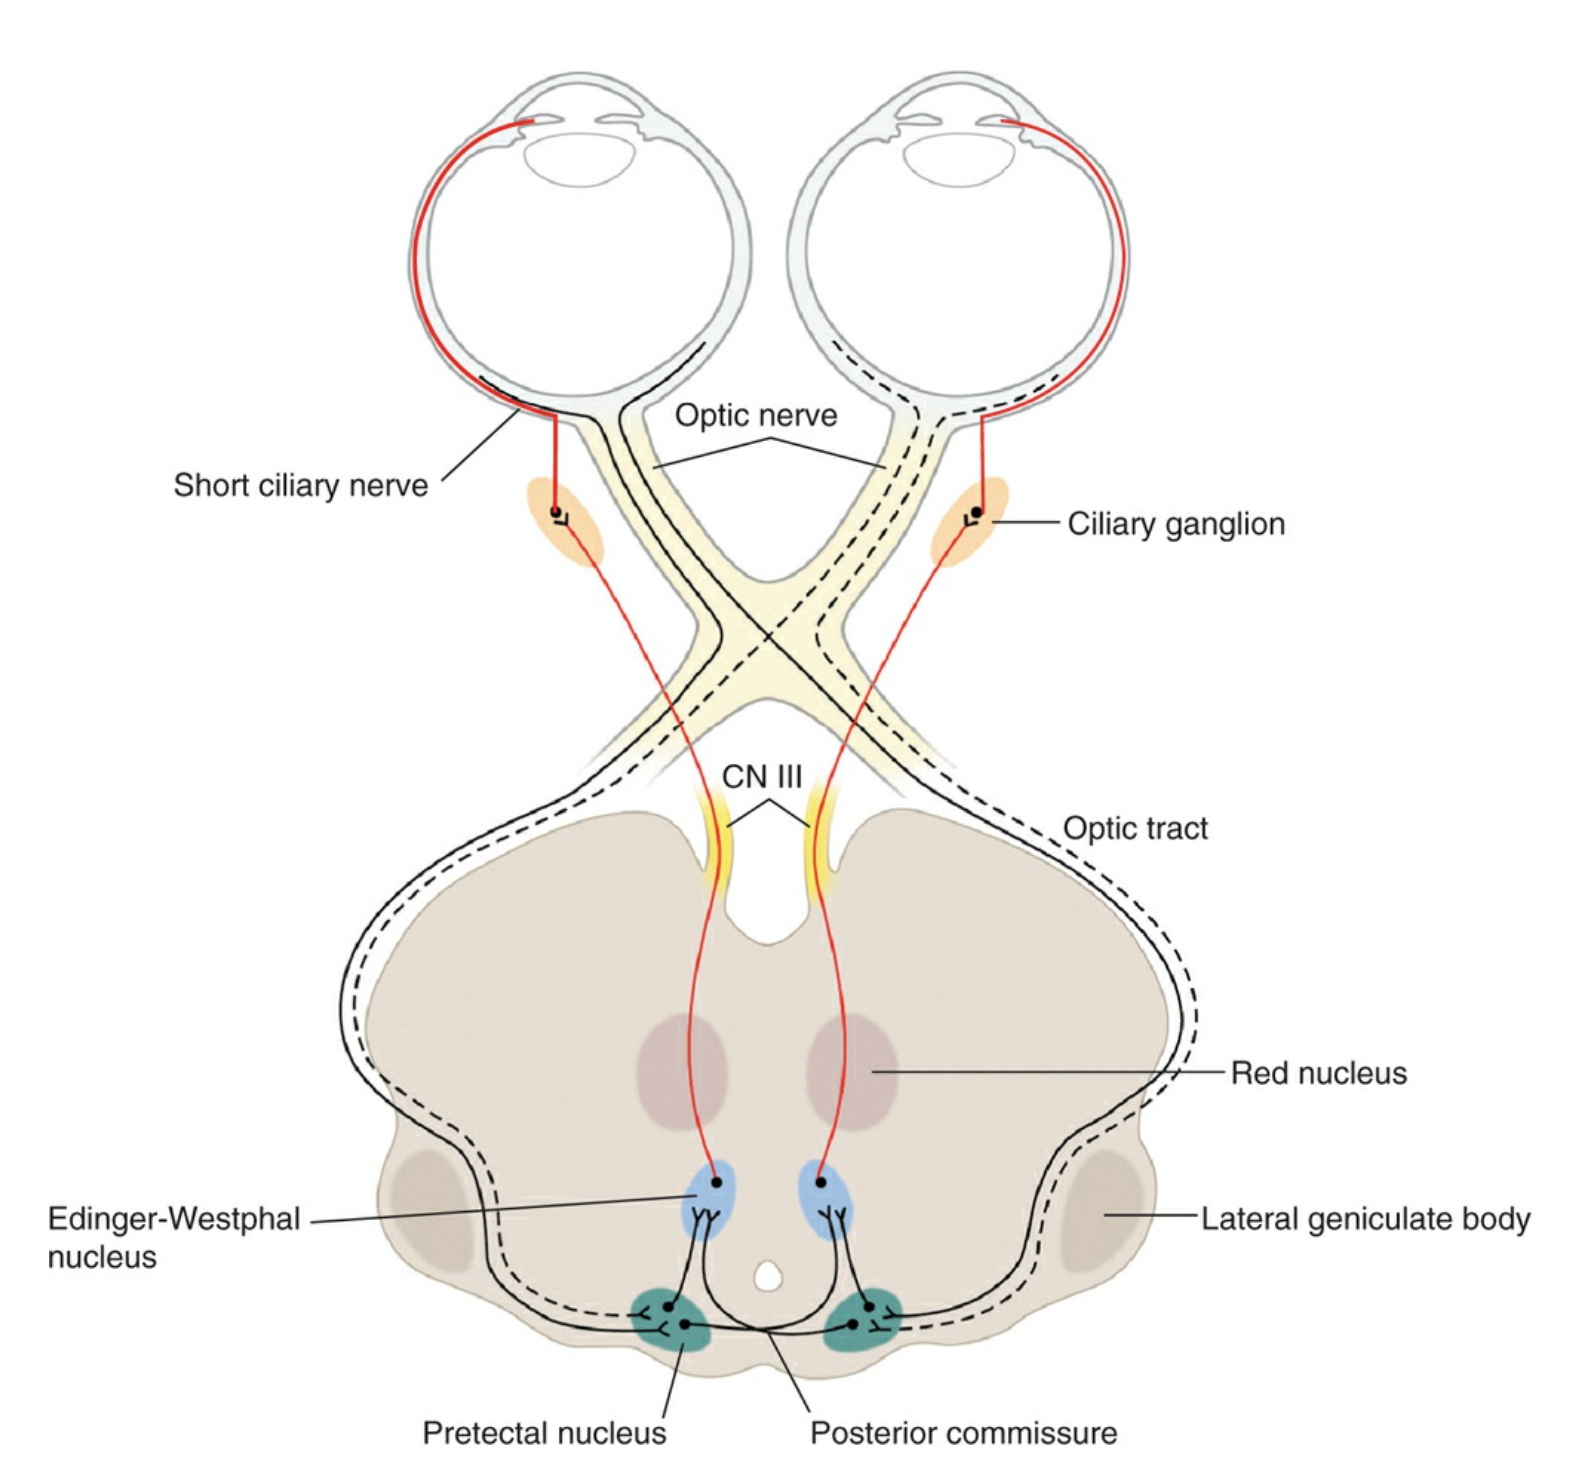 Optic nerve
Short ciliary nerve
Ciliary ganglion
CN III
Optic tract
Red nucleus
Edinger-Westphal
nucleus
Lateral geniculate body
Pretectal nucleus
Posterior commissure